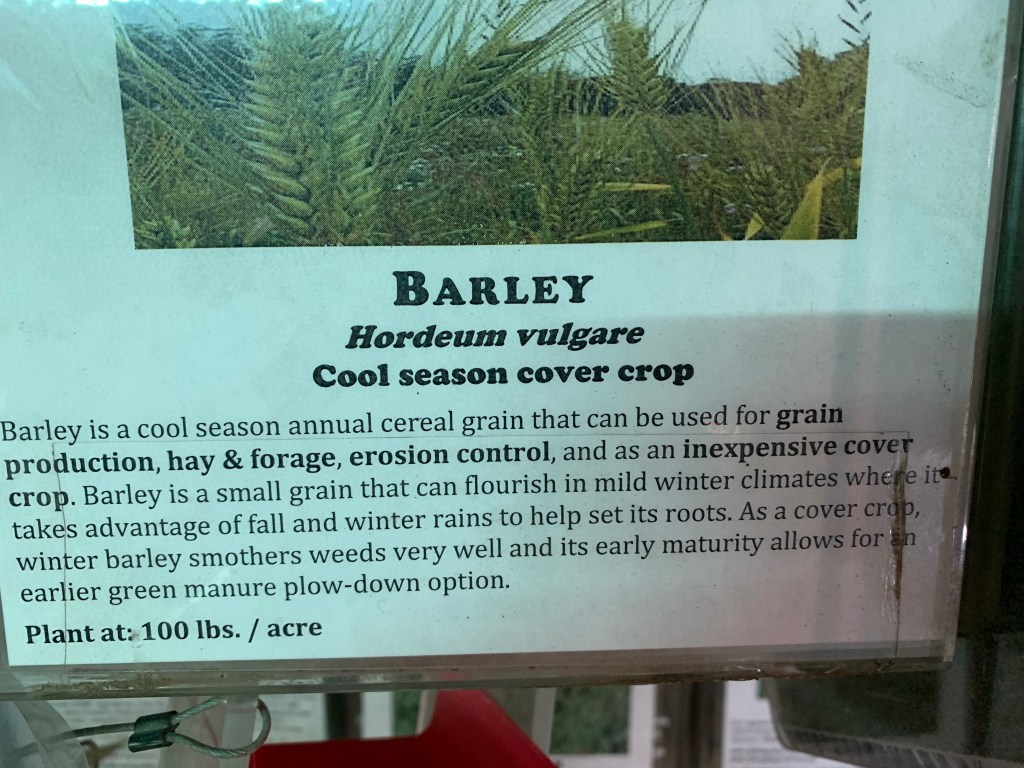 BARLEY
Hordeum vulgare
Cool season cover crop
Barley is a cool season annual cereal grain that can be used for grain
production, hay & forage, erosion control, and as an inexpensive cover
crop. Barley is a small grain that can flourish in mild winter climates where it
takes advantage of fall and winter rains to help set its roots. As a cover crop,
winter barley smothers weeds very well and its early maturity allows for an
earlier green manure plow-down option.
Plant at: 100 lbs. / acre